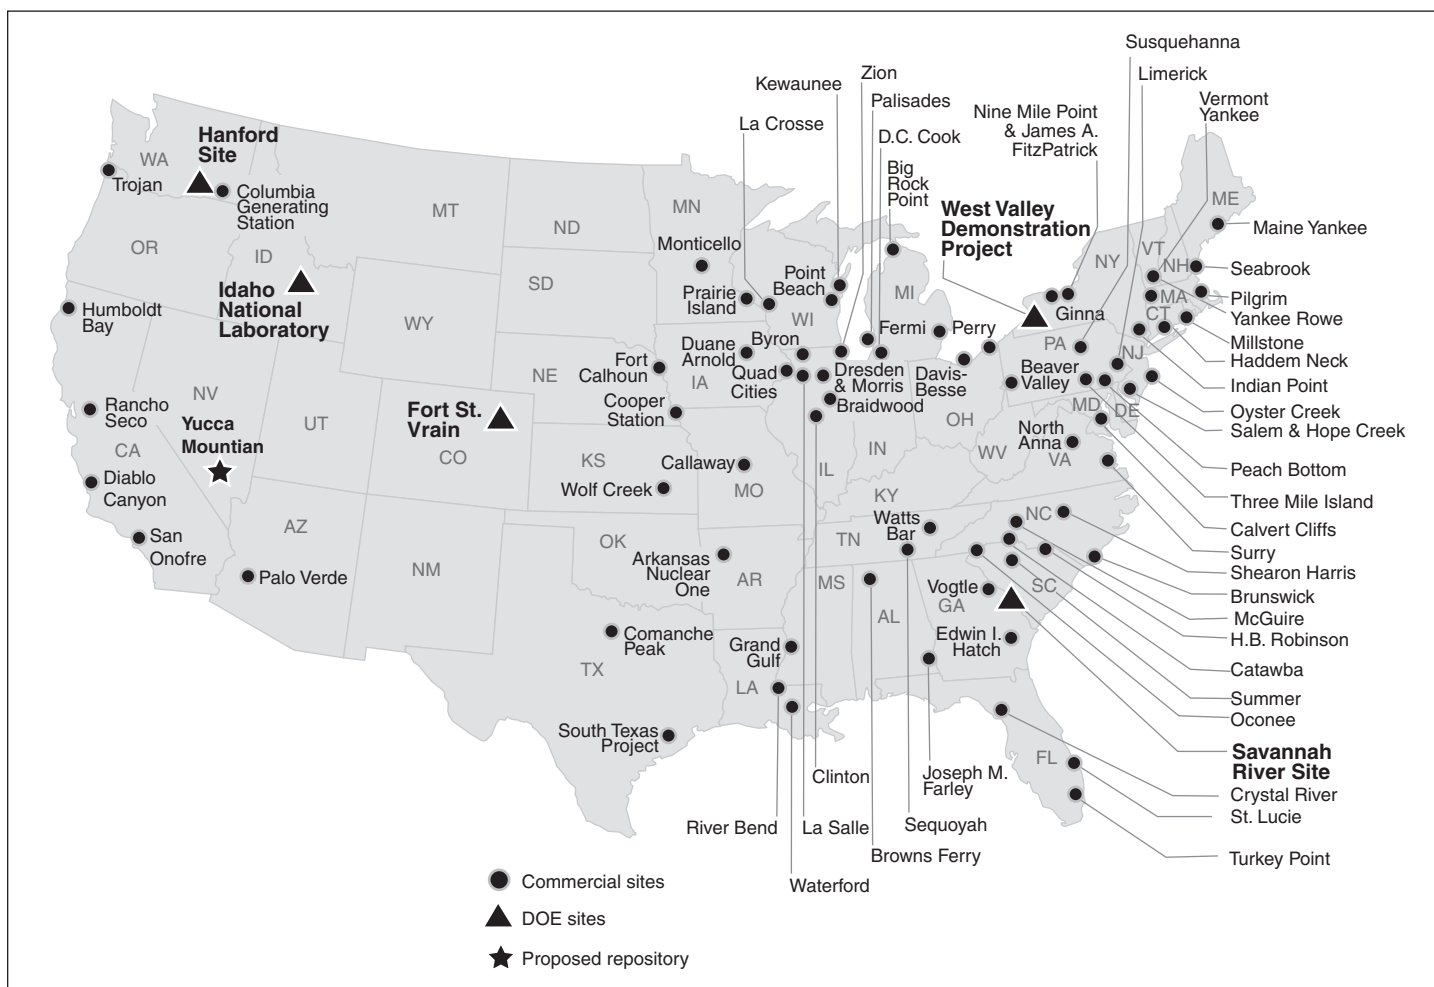 Susquehanna
Limerick
Vermont
Yankee
Zion
Kewaunee
Palisades
Nine Mile Point
& James A.
FitzPatrick
La Crosse
D.C. Cook
Big
Rock
Point
Hanford
Site
WA
Trojan
Columbia
Generating
Station
MT
ND
MN
ME
West Valley
Demonstration
Project
Maine Yankee
OR
ID
Monticello
Point
Beach
NY
VT
NH
Seabrook
SD
MI
Idaho
National
Laboratory
Prairie
Island
Pilgrim
MA
Humboldt
Bay
WY
WI
Fermi
Perry
Ginna
CT
Yankee Rowe
Millstone
Duane
Arnold
Byron
PA
NJ
Haddem Neck
Fort
Calhoun
NE
IA
Quad
Cities
Dresden
& Morris
Braidwood
Davis-
Besse
Beaver
Valley
Indian Point
NV
Rancho
Seco
Cooper
Station
MD
DE
Oyster Creek
Fort St.
Vrain
UT
OH
Salem & Hope Creek
Yucca
Mountian
CA
CO
KS
IL
IN
WV
North
Anna
VA
Callaway
Peach Bottom
Diablo
Canyon
Wolf Creek
MO
KY
Three Mile Island
Calvert Cliffs
San
Onofre
AZ
OK
TN
Watts
Bar
NC
Surry
Palo Verde
NM
Arkansas
Nuclear
One
AR
MS
AL
Vogtle
GA
SC
Shearon Harris
Brunswick
McGuire
H.B. Robinson
Comanche
Peak
Grand
Gulf
Edwin I.
Hatch
Catawba
TX
LA
Summer
Oconee
South Texas
Project
Savannah
River Site
FL
Clinton
Joseph M.
Farley
Crystal River
St. Lucie
River Bend
La Salle
Sequoyah
Browns Ferry
Turkey Point
Waterford
Commercial sites
DOE sites
Proposed repository